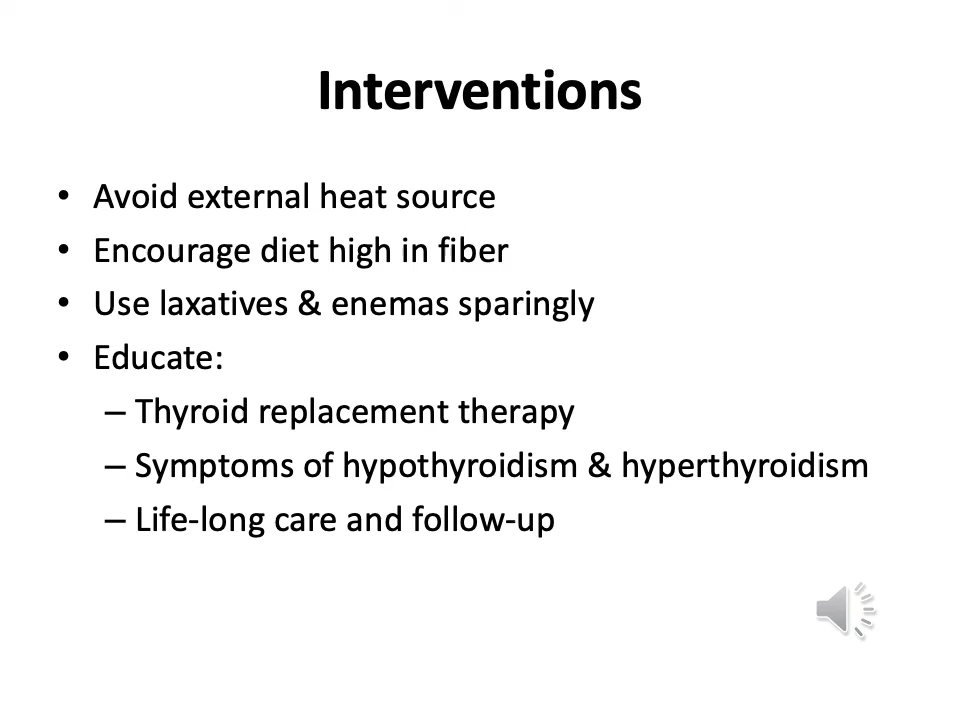 Interventions
• Avoid external heat source
• Encourage diet high in fiber
• Use laxatives & enemas sparingly
• Educate:
– Thyroid replacement therapy
– Symptoms of hypothyroidism & hyperthyroidism
– Life-long care and follow-up